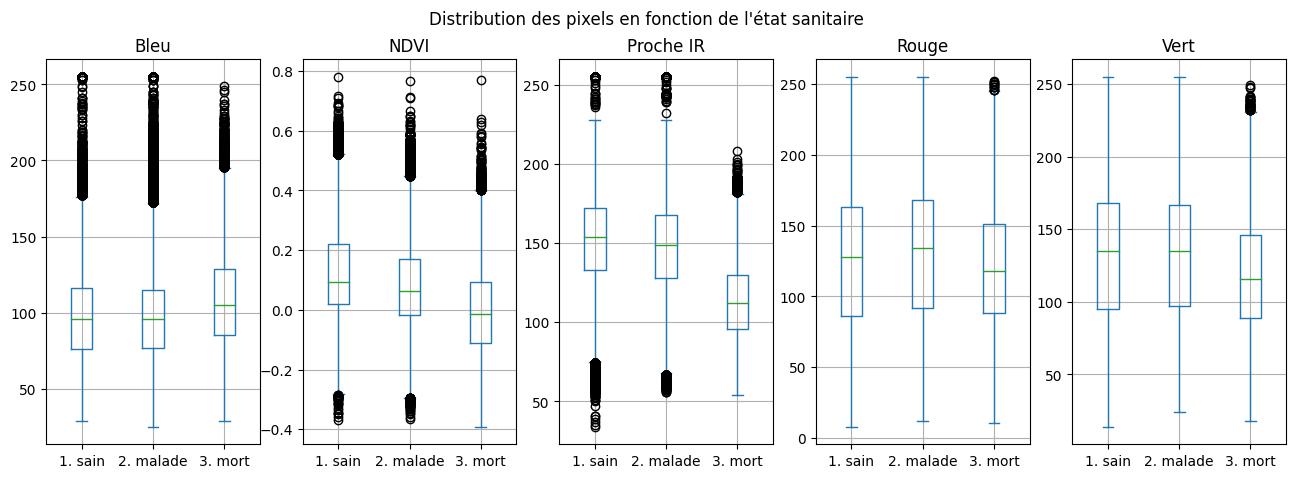 Distribution des pixels en fonction de l'état sanitaire
Bleu
250
200
150
100
50
1. sain 2. malade 3. mort
NDVI
0.8
0.6
0.4
0.2
0.0
−0.2
−0.4
1. sain 2. malade 3. mort
Proche IR
250
200
150
100
50
1. sain 2. malade 3. mort
Rouge
250
200
150
100
50
0
1. sain 2. malade 3. mort
Vert
250
200
150
100
50
1. sain 2. malade 3. mort